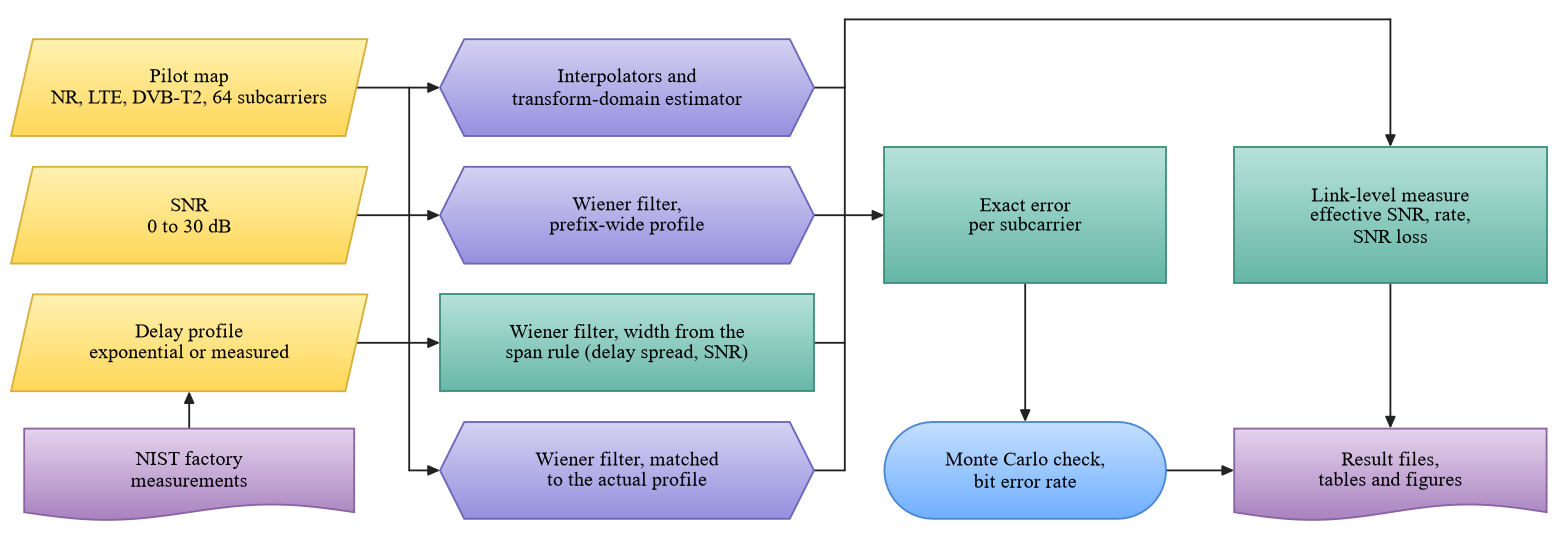 Pilot map
NR, LTE, DVB-T2, 64 subcarriers
SNR
0 to 30 dB
Delay profile
exponential or measured
NIST factory
measurements
Interpolators and
transform-domain estimator
Wiener filter,
prefix-wide profile
Wiener filter, width from the
span rule (delay spread, SNR)
Wiener filter, matched
to the actual profile
Exact error
per subcarrier
Monte Carlo check,
bit error rate
Link-level measure
effective SNR, rate,
SNR loss
Result files,
tables and figures